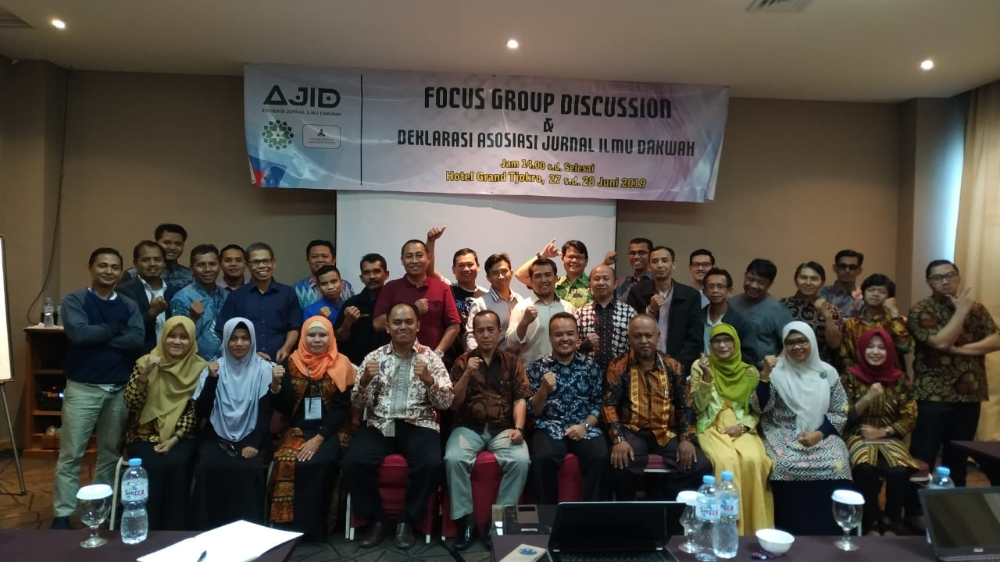 AJID
ASOSIASI JURNAL ILMU DAKWAH
FOCUS GROUP DISCUSSION
&
DEKLARASI ASOSIASI JURNAL ILMU DAKWAH
Jam 14.00 s.d. Selesai
Hotel Grand Tjokro, 27 s.d. 28 Juni 2019
Sierra
Sierra